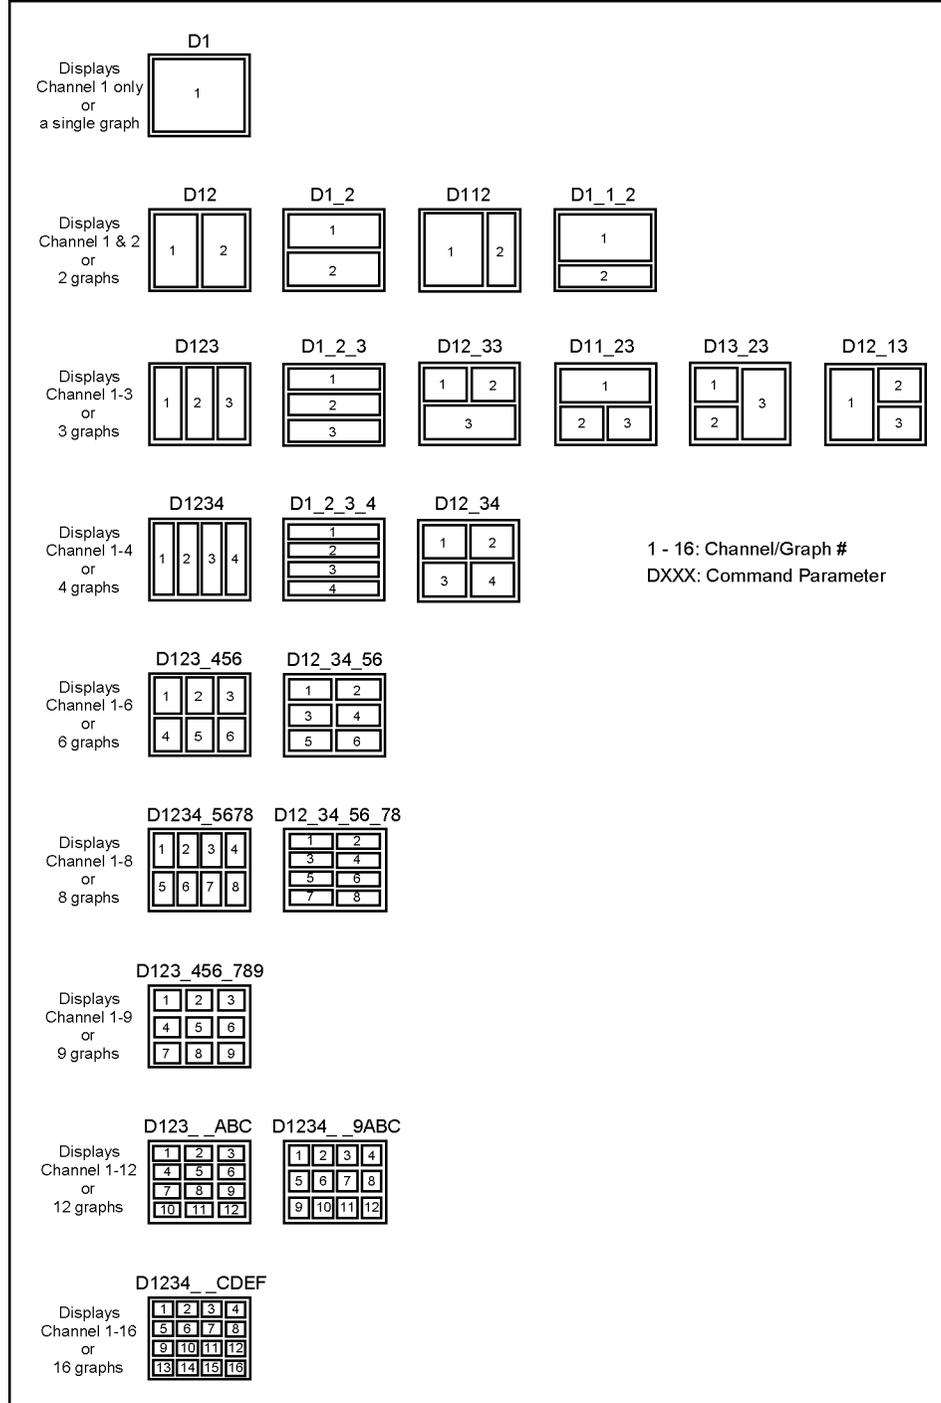 D1
Displays
Channel 1 only
or
a single graph
1
D12 D1_2 D112 D1_1_2
Displays
Channel 1 & 2
or
2 graphs
1 2
1
2
1 2
1
2
D123 D1_2_3 D12_33 D11_23 D13_23 D12_13
Displays
Channel 1-3
or
3 graphs
1 2 3
1
2
3
1 2
3
1
2 3
1
2
3
1
2
3
D1234 D1_2_3_4 D12_34
Displays
Channel 1-4
or
4 graphs
1 2 3 4
1
2
3
4
1 2
3 4
1 - 16: Channel/Graph #
DXXX: Command Parameter
D123_456 D12_34_56
Displays
Channel 1-6
or
6 graphs
1 2 3
4 5 6
1 2
3 4
5 6
D1234_5678 D12_34_56_78
Displays
Channel 1-8
or
8 graphs
1 2 3 4
5 6 7 8
1 2
3 4
5 6
7 8
D123_456_789
Displays
Channel 1-9
or
9 graphs
1 2 3
4 5 6
7 8 9
D123_ _ABC D1234_ _9ABC
Displays
Channel 1-12
or
12 graphs
1 2 3
4 5 6
7 8 9
10 11 12
1 2 3 4
5 6 7 8
9 10 11 12
D1234_ _CDEF
Displays
Channel 1-16
or
16 graphs
1 2 3 4
5 6 7 8
9 10 11 12
13 14 15 16